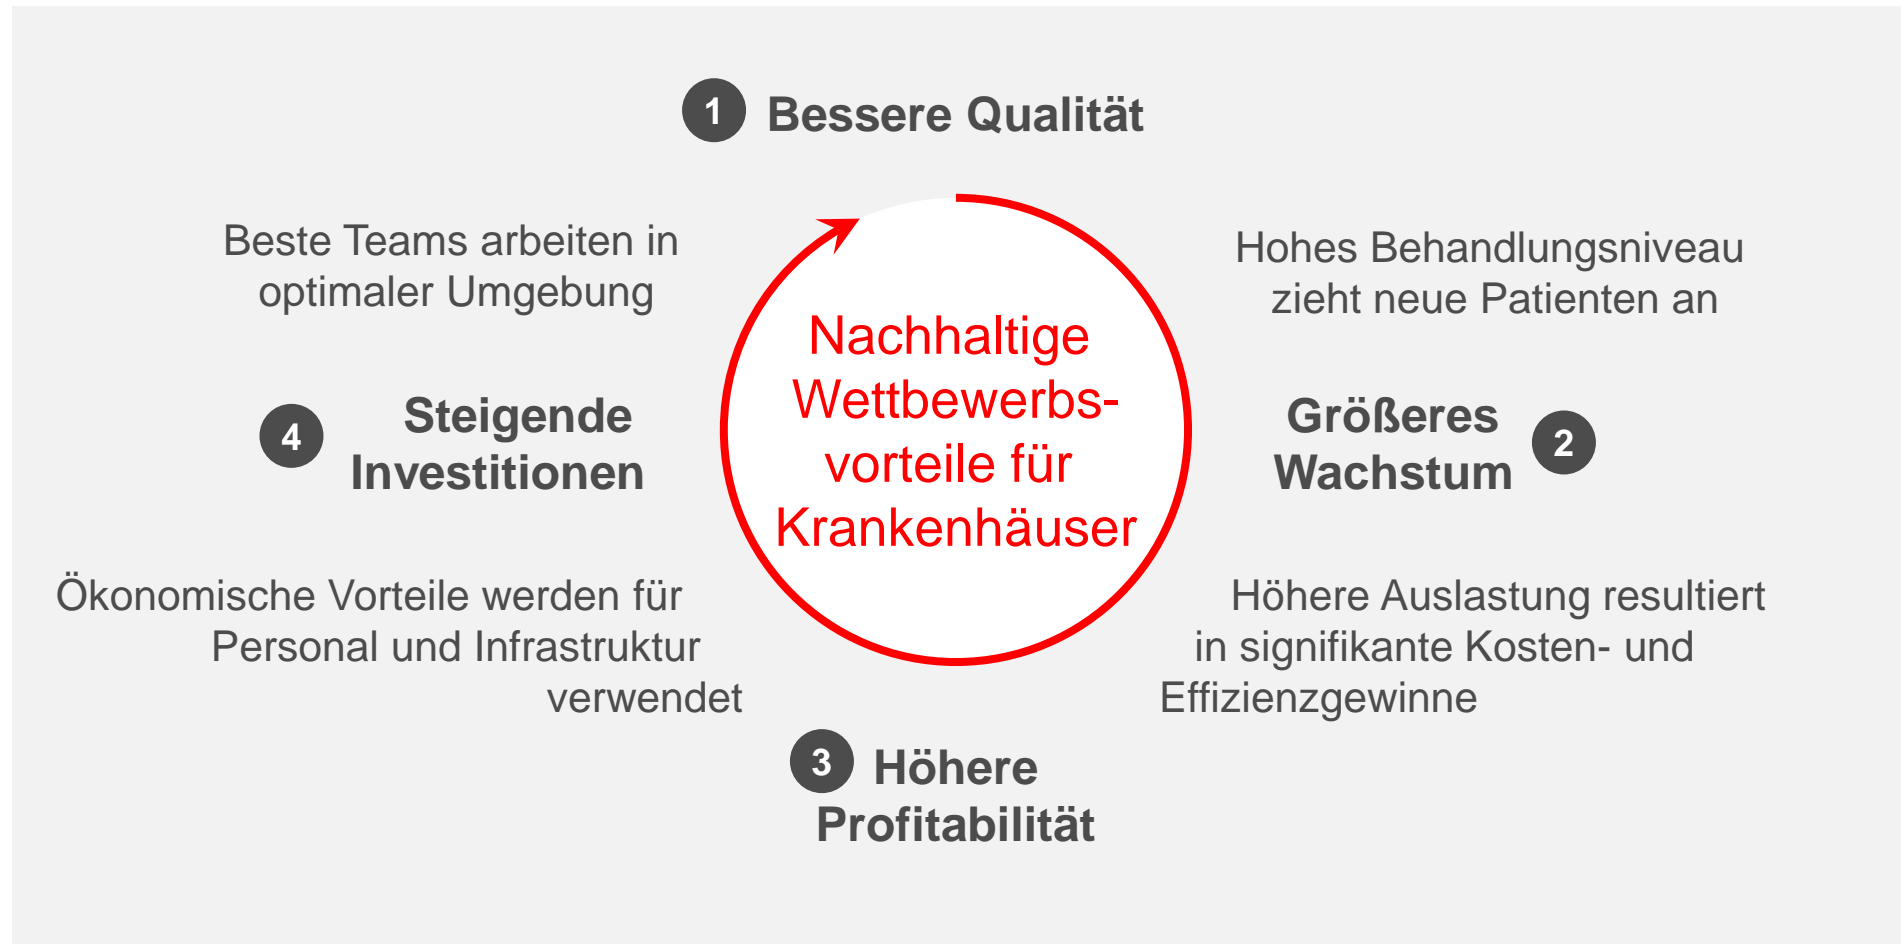 1 Bessere Qualität
Beste Teams arbeiten in
optimaler Umgebung
Hohes Behandlungsniveau
zieht neue Patienten an
Nachhaltige
Wettbewerbs-
vorteile für
Krankenhäuser
4 Steigende
Investitionen
Größeres
Wachstum 2
Ökonomische Vorteile werden für
Personal und Infrastruktur
verwendet
Höhere Auslastung resultiert
in signifikante Kosten- und
Effizienzgewinne
3 Höhere
Profitabilität